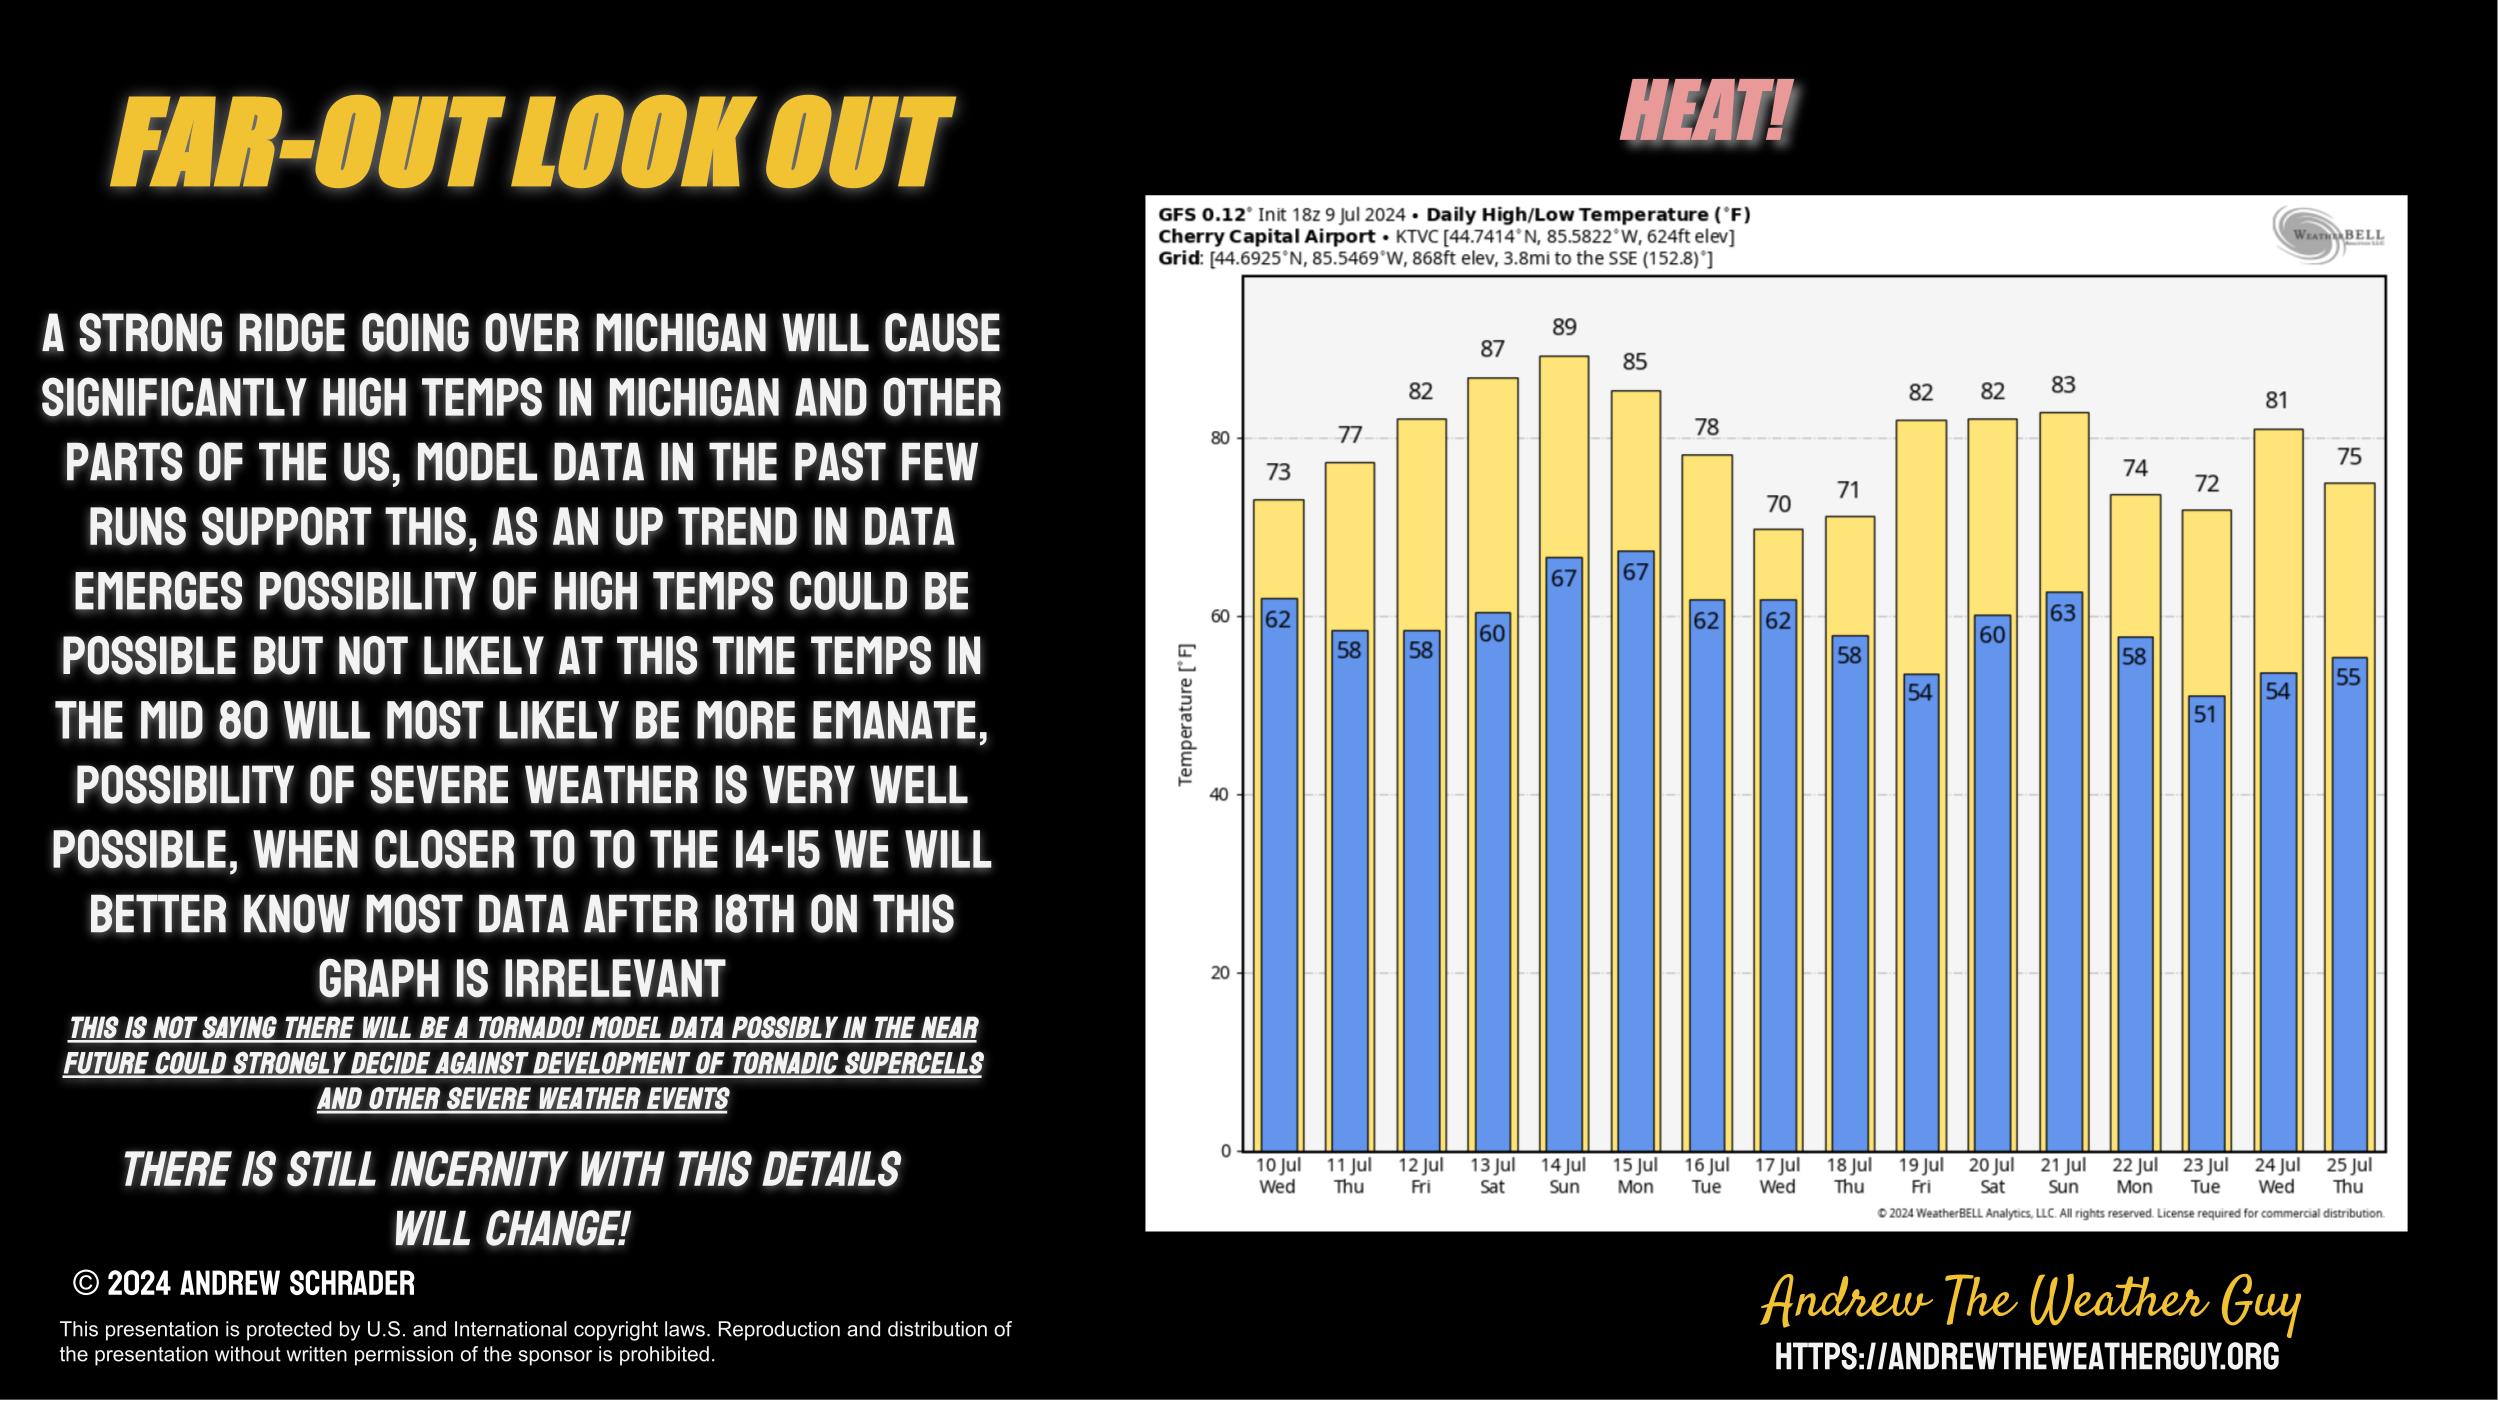 FAR-OUT LOOK OUT
A STRONG RIDGE GOING OVER MICHIGAN WILL CAUSE
SIGNIFICANTLY HIGH TEMPS IN MICHIGAN AND OTHER
PARTS OF THE US, MODEL DATA IN THE PAST FEW
RUNS SUPPORT THIS, AS AN UP TREND IN DATA
EMERGES POSSIBILITY OF HIGH TEMPS COULD BE
POSSIBLE BUT NOT LIKELY AT THIS TIME TEMPS IN
THE MID 80 WILL MOST LIKELY BE MORE EMANATE,
POSSIBILITY OF SEVERE WEATHER IS VERY WELL
POSSIBLE, WHEN CLOSER TO TO THE 14-15 WE WILL
BETTER KNOW MOST DATA AFTER 18TH ON THIS
GRAPH IS IRRELEVANT
THIS IS NOT SAYING THERE WILL BE A TORNADO! MODEL DATA POSSIBLY IN THE NEAR
FUTURE COULD STRONGLY DECIDE AGAINST DEVELOPMENT OF TORNADIC SUPERCELLS
AND OTHER SEVERE WEATHER EVENTS
THERE IS STILL INCERNITY WITH THIS DETAILS
WILL CHANGE!
© 2024 ANDREW SCHRADER
This presentation is protected by U.S. and International copyright laws. Reproduction and distribution of
the presentation without written permission of the sponsor is prohibited.
HEAT!
GFS 0.12° Init 18z 9 Jul 2024 • Daily High/Low Temperature (°F)
Cherry Capital Airport • KTVC [44.7414°N, 85.5822°W, 624ft elev]
Grid: [44.6925°N, 85.5469°W, 868ft elev, 3.8mi to the SSE (152.8)°]
WEATHERBELL
Analytics LLC
Temperature [°F]
80
60
40
20
0
73 77 82 87 89 85 78 70 71 82 82 83 74 72 81 75
62 58 58 60 67 67 62 62 58 54 60 63 58 51 54 55
10 Jul 11 Jul 12 Jul 13 Jul 14 Jul 15 Jul 16 Jul 17 Jul 18 Jul 19 Jul 20 Jul 21 Jul 22 Jul 23 Jul 24 Jul 25 Jul
Wed Thu Fri Sat Sun Mon Tue Wed Thu Fri Sat Sun Mon Tue Wed Thu
© 2024 WeatherBELL Analytics, LLC. All rights reserved. License required for commercial distribution.
Andrew The Weather Guy
HTTPS://ANDREWTHEWEATHERGUY.ORG